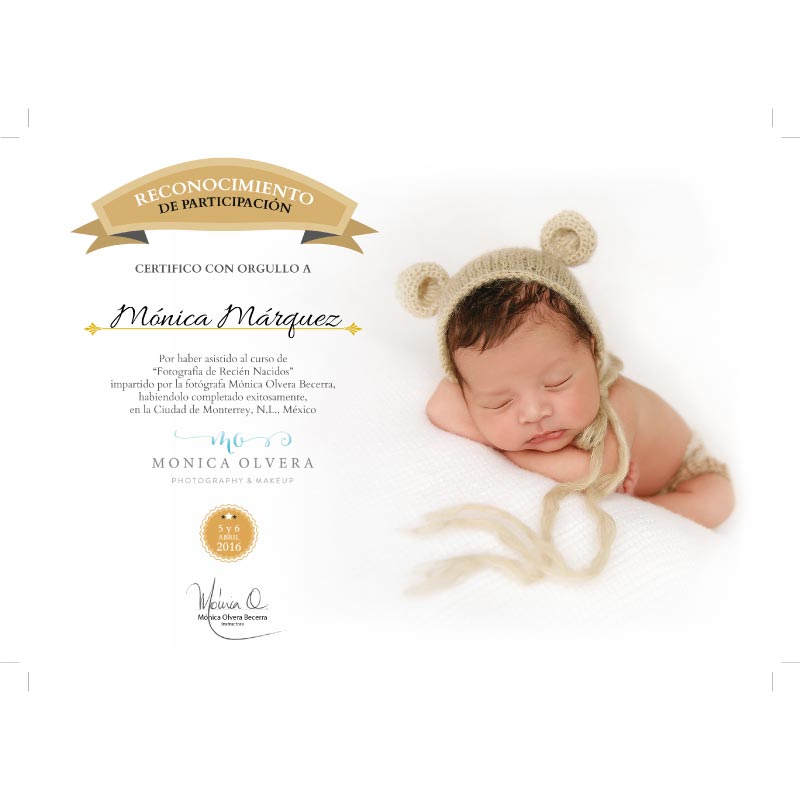 RECONOCIMIENTO
DE PARTICIPACIÓN
CERTIFICO CON ORGULLO A
Mónica Márquez
Por haber asistido al curso de
“Fotografía de Recién Nacidos”
impartido por la fotógrafa Mónica Olvera Becerra,
habiendolo completado exitosamente,
en la Ciudad de Monterrey, N.L., México
mo
MONICA OLVERA
PHOTOGRAPHY & MAKEUP
5 y 6
ABRIL
2016
Mónica O.
Mónica Olvera Becerra
Instructora